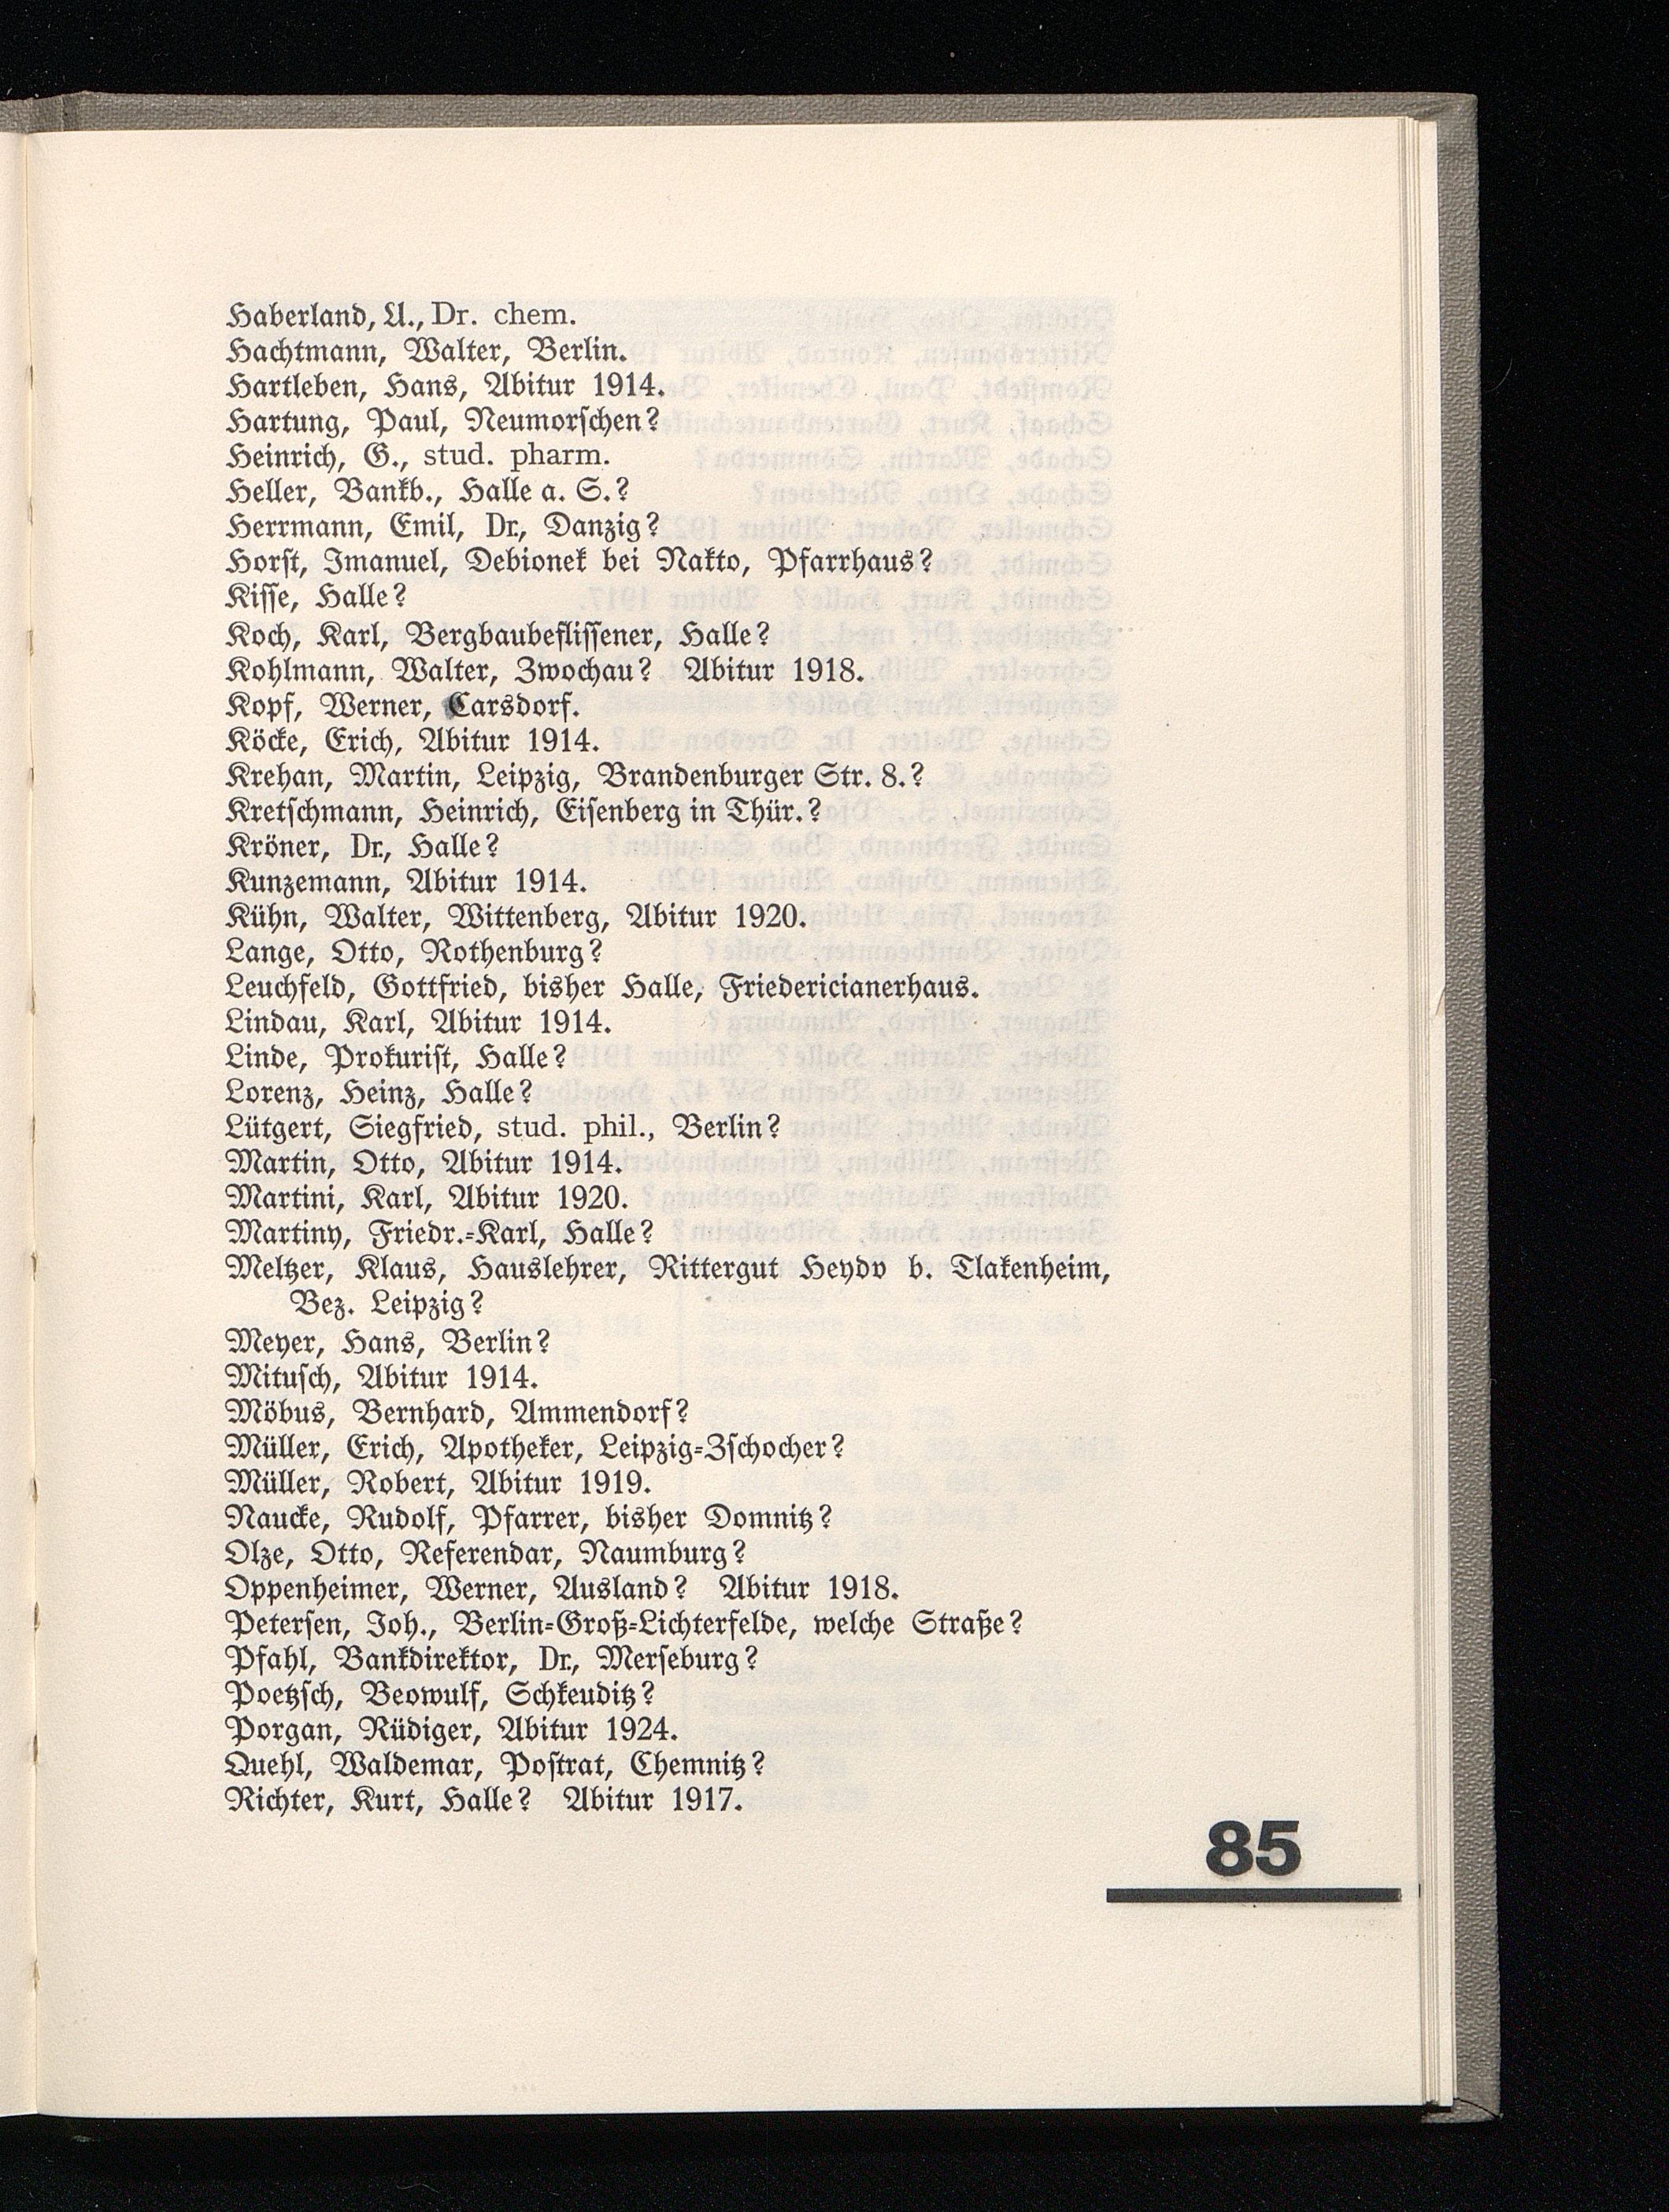 Haberland, U., Dr. chem.
Hachtmann, Walter, Berlin.
Hartleben, Hans, Abitur 1914.
Hartung, Paul, Neumorschen?
Heinrich, G., stud. pharm.
Heller, Bankb., Halle a. S.?
Herrmann, Emil, Dr., Danzig?
Horst, Imanuel, Debionek bei Nakto, Pfarrhaus?
Kisse, Halle?
Koch, Karl, Bergbaubeflissener, Halle?
Kohlmann, Walter, Zwochau? Abitur 1918.
Kopf, Werner, Carsdorf.
Köcke, Erich, Abitur 1914.
Krehan, Martin, Leipzig, Brandenburger Str. 8.?
Kretschmann, Heinrich, Eisenberg in Thür.?
Kröner, Dr., Halle?
Kunzemann, Abitur 1914.
Kühn, Walter, Wittenberg, Abitur 1920.
Lange, Otto, Rothenburg?
Leuchfeld, Gottfried, bisher Halle, Friedericianerhaus.
Lindau, Karl, Abitur 1914.
Linde, Prokurist, Halle?
Lorenz, Heinz, Halle?
Lütgert, Siegfried, stud. phil., Berlin?
Martin, Otto, Abitur 1914.
Martini, Karl, Abitur 1920.
Martiny, Friedr.-Karl, Halle?
Meltzer, Klaus, Hauslehrer, Rittergut Heydv b. Tlakenheim,
Bez. Leipzig?
Meyer, Hans, Berlin?
Mitusch, Abitur 1914.
Möbus, Bernhard, Ammendorf?
Müller, Erich, Apotheker, Leipzig-Zschocher?
Müller, Robert, Abitur 1919.
Naucke, Rudolf, Pfarrer, bisher Domnitz?
Olze, Otto, Referendar, Naumburg?
Oppenheimer, Werner, Ausland? Abitur 1918.
Petersen, Joh., Berlin-Groß-Lichterfelde, welche Straße?
Pfahl, Bankdirektor, Dr., Merseburg?
Poetzsch, Beowulf, Schkeuditz?
Porgan, Rüdiger, Abitur 1924.
Quehl, Waldemar, Postrat, Chemnitz?
Richter, Kurt, Halle? Abitur 1917.
85